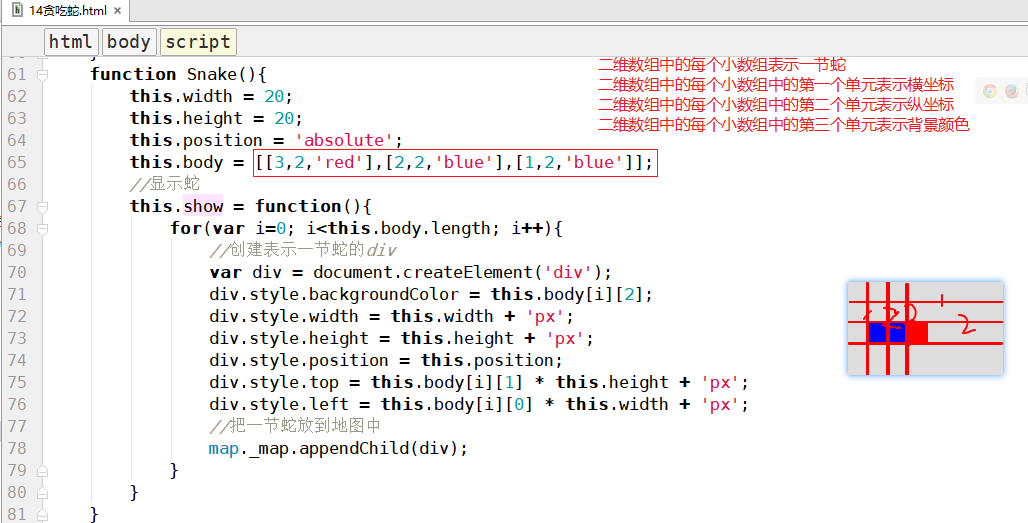 14贪吃蛇.html ×
html body script
二维数组中的每个小数组表示一节蛇
二维数组中的每个小数组中的第一个单元表示横坐标
二维数组中的每个小数组中的第二个单元表示纵坐标
二维数组中的每个小数组中的第三个单元表示背景颜色
61 function Snake(){
62 this.width = 20;
63 this.height = 20;
64 this.position = 'absolute';
65 this.body = [[3,2,'red'],[2,2,'blue'],[1,2,'blue']];
66 //显示蛇
67 this.show = function(){
68 for(var i=0; i<this.body.length; i++){
69 //创建表示一节蛇的div
70 var div = document.createElement('div');
71 div.style.backgroundColor = this.body[i][2];
72 div.style.width = this.width + 'px';
73 div.style.height = this.height + 'px';
74 div.style.position = this.position;
75 div.style.top = this.body[i][1] * this.height + 'px';
76 div.style.left = this.body[i][0] * this.width + 'px';
77 //把一节蛇放到地图中
78 map._map.appendChild(div);
79 }
80 }
81 }
1
2